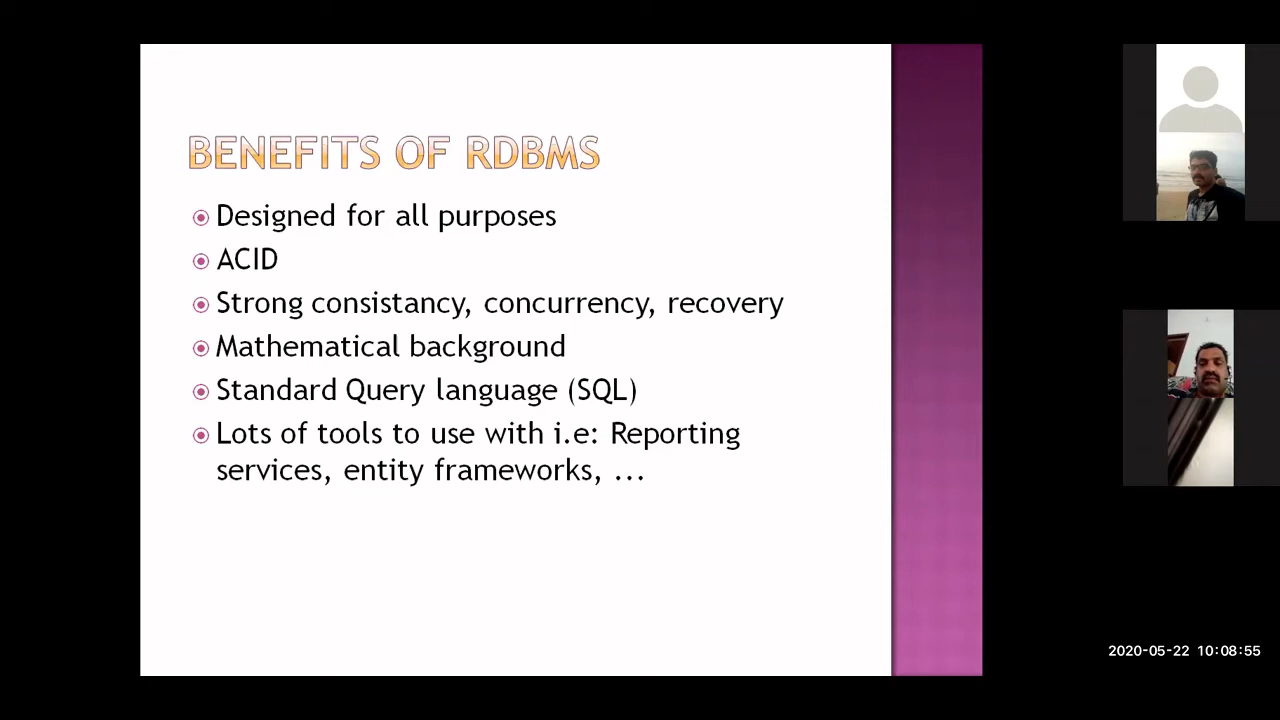 BENEFITS OF RDBMS
Designed for all purposes
ACID
Strong consistancy, concurrency, recovery
Mathematical background
Standard Query language (SQL)
Lots of tools to use with i.e: Reporting
services, entity frameworks, ...
2020-05-22 10:08:55